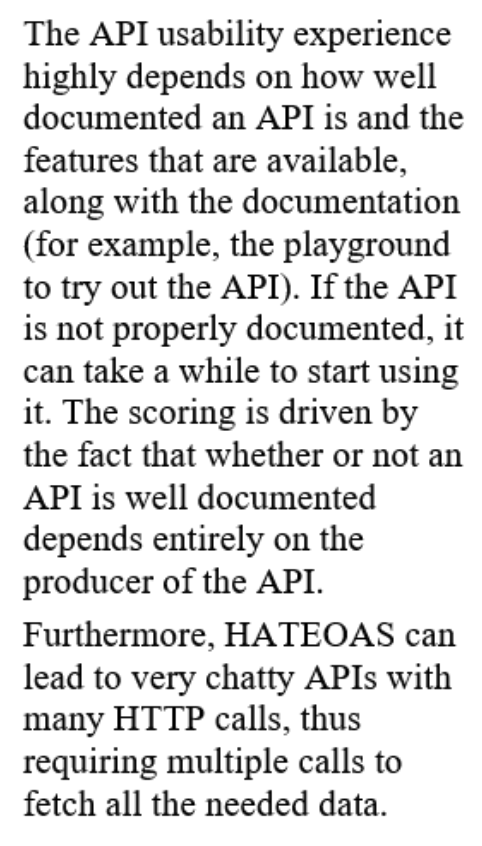 The API usability experience
highly depends on how well
documented an API is and the
features that are available,
along with the documentation
(for example, the playground
to try out the API). If the API
is not properly documented, it
can take a while to start using
it. The scoring is driven by
the fact that whether or not an
API is well documented
depends entirely on the
producer of the API.
Furthermore, HATEOAS can
lead to very chatty APIs with
many HTTP calls, thus
requiring multiple calls to
fetch all the needed data.